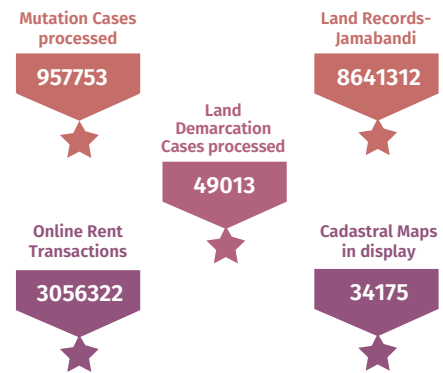 Mutation Cases
processed
957753
Land Records-
Jamabandi
8641312
Land
Demarcation
Cases processed
49013
Online Rent
Transactions
3056322
Cadastral Maps
in display
34175